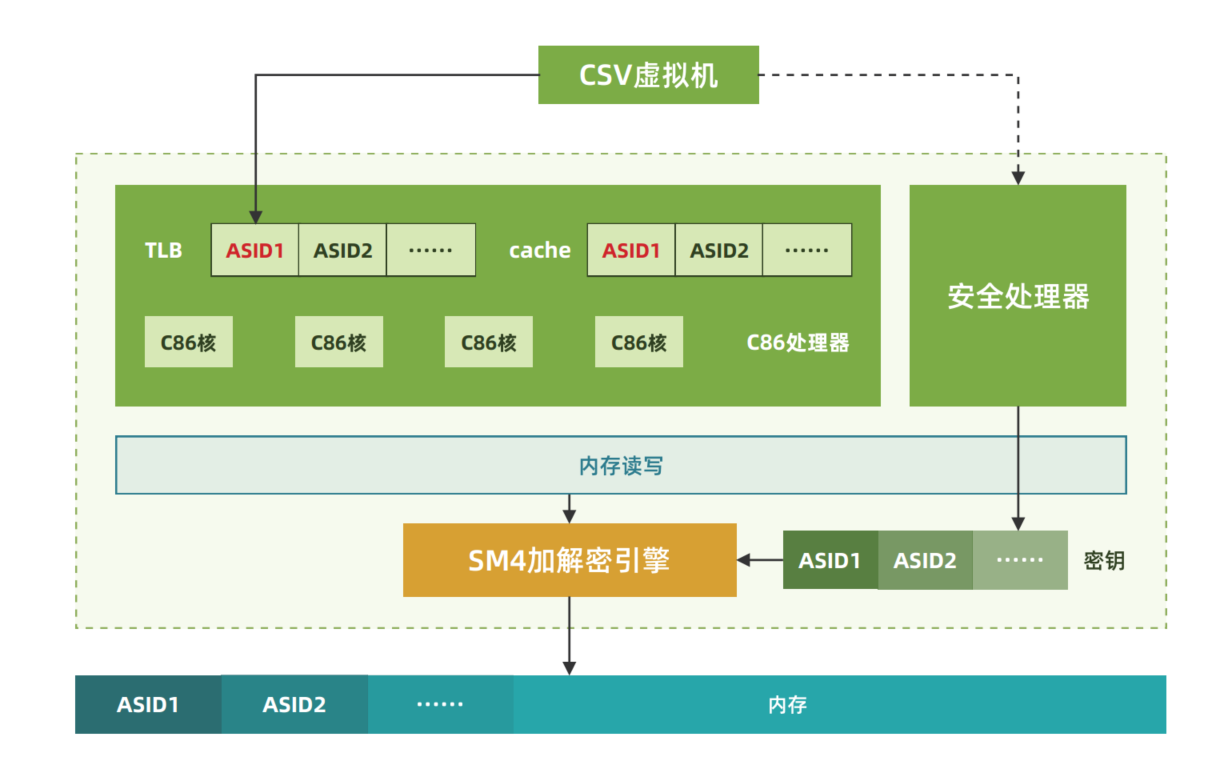 CSV虚拟机
TLB ASID1 ASID2 ······ cache ASID1 ASID2 ······
安全处理器
C86核 C86核 C86核 C86核 C86处理器
内存读写
SM4加解密引擎
ASID1 ASID2 ······ 密钥
ASID1 ASID2 ······ 内存